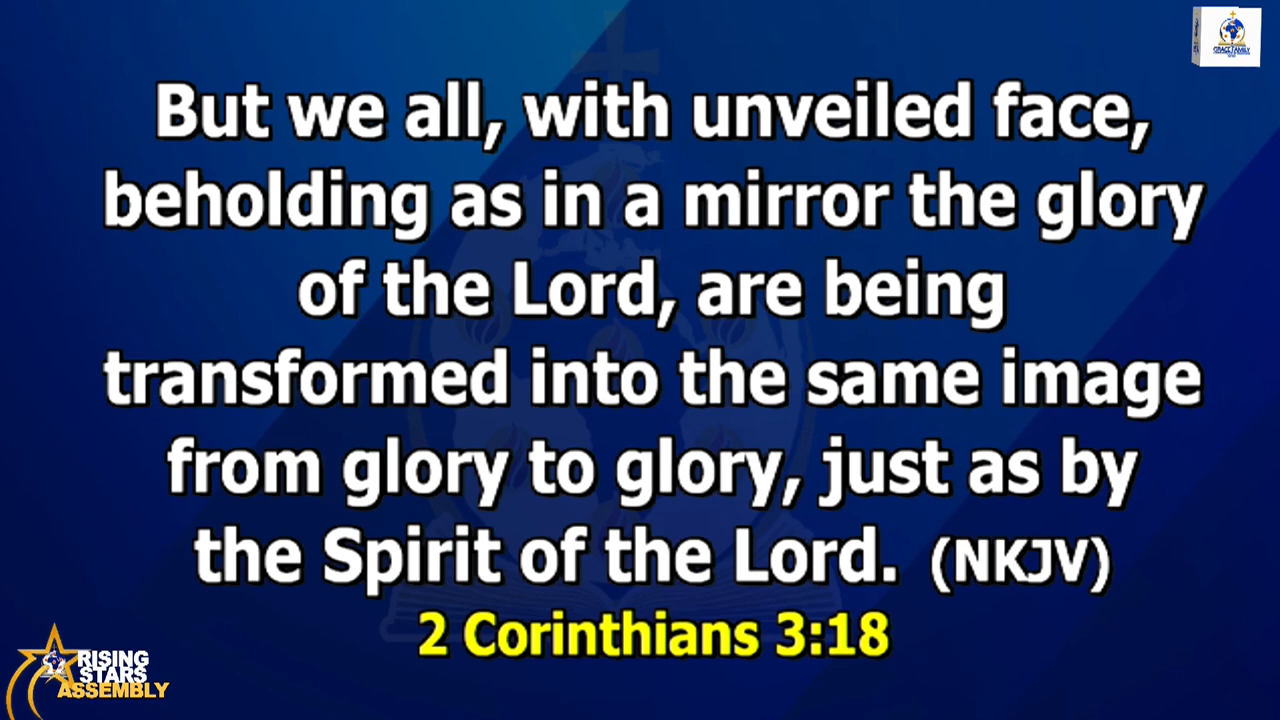 But we all, with unveiled face,
beholding as in a mirror the glory
of the Lord, are being
transformed into the same image
from glory to glory, just as by
the Spirit of the Lord. (NKJV)
2 Corinthians 3:18
RISING
STARS
ASSEMBLY